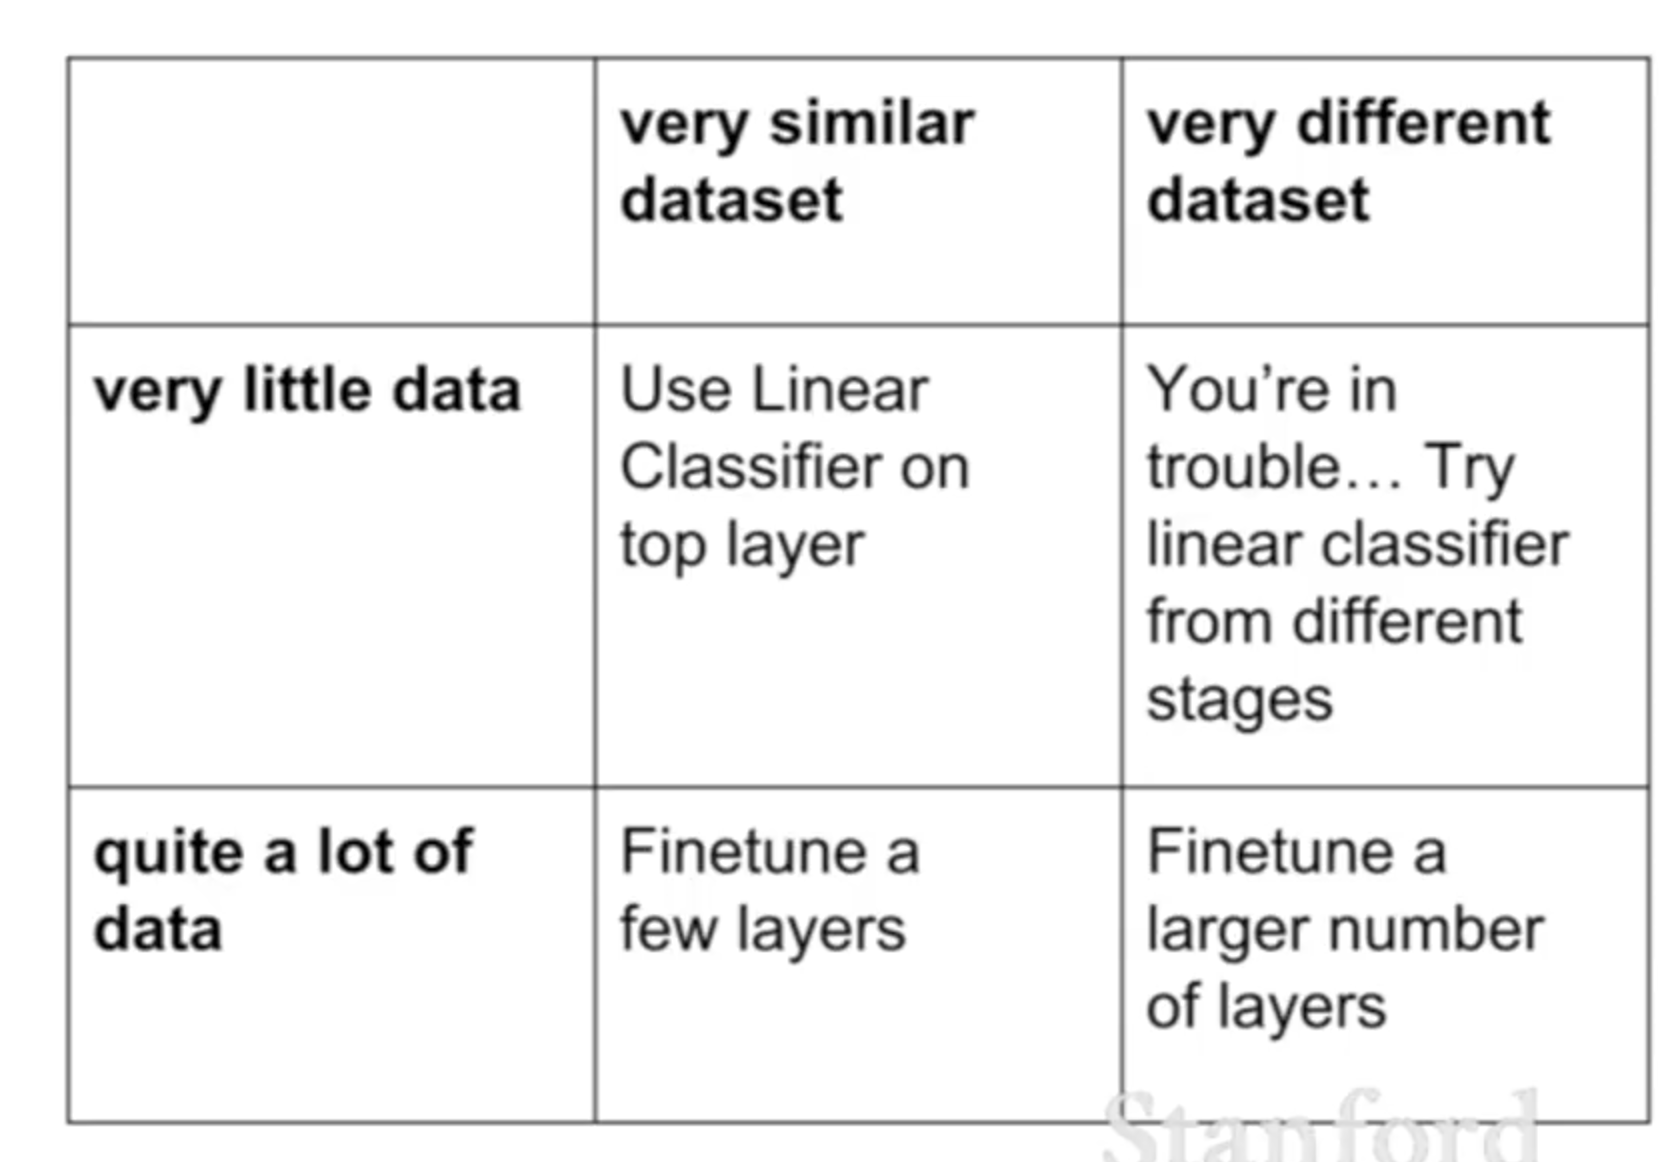 very similar
dataset
very different
dataset
very little data
Use Linear
Classifier on
top layer
You’re in
trouble… Try
linear classifier
from different
stages
quite a lot of
data
Finetune a
few layers
Finetune a
larger number
of layers
Stanford